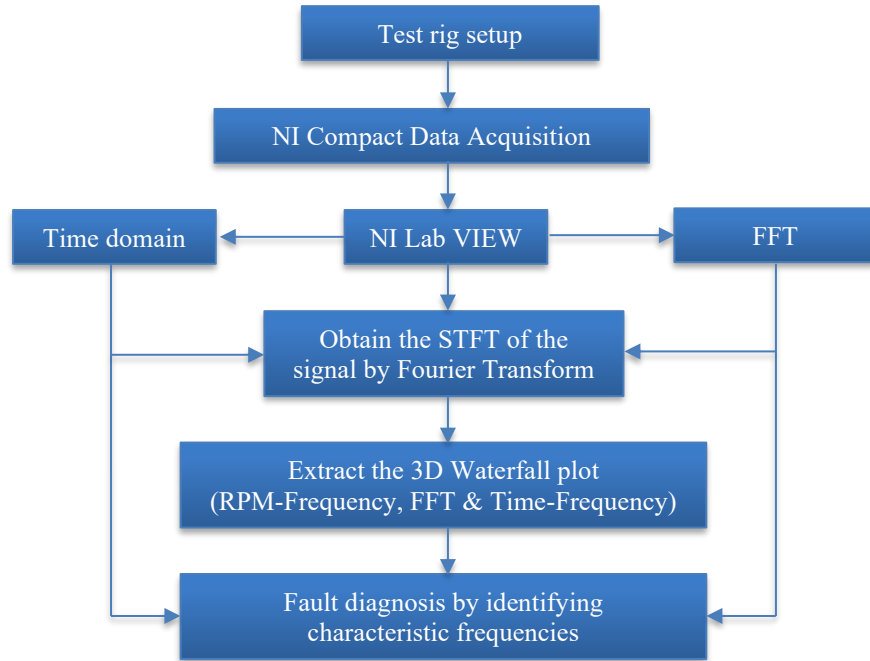 Test rig setup
NI Compact Data Acquisition
Time domain
NI Lab VIEW
FFT
Obtain the STFT of the
signal by Fourier Transform
Extract the 3D Waterfall plot
(RPM-Frequency, FFT & Time-Frequency)
Fault diagnosis by identifying
characteristic frequencies